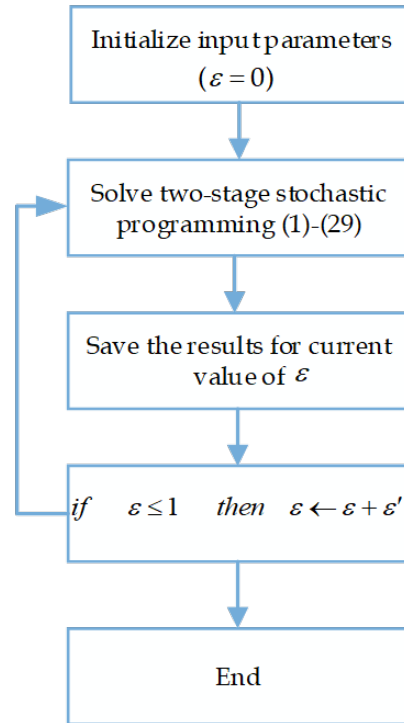 Initialize input parameters
(ε = 0)
Solve two-stage stochastic
programming (1)-(29)
Save the results for current
value of ε
if ε ≤ 1 then ε ← ε + ε′
End